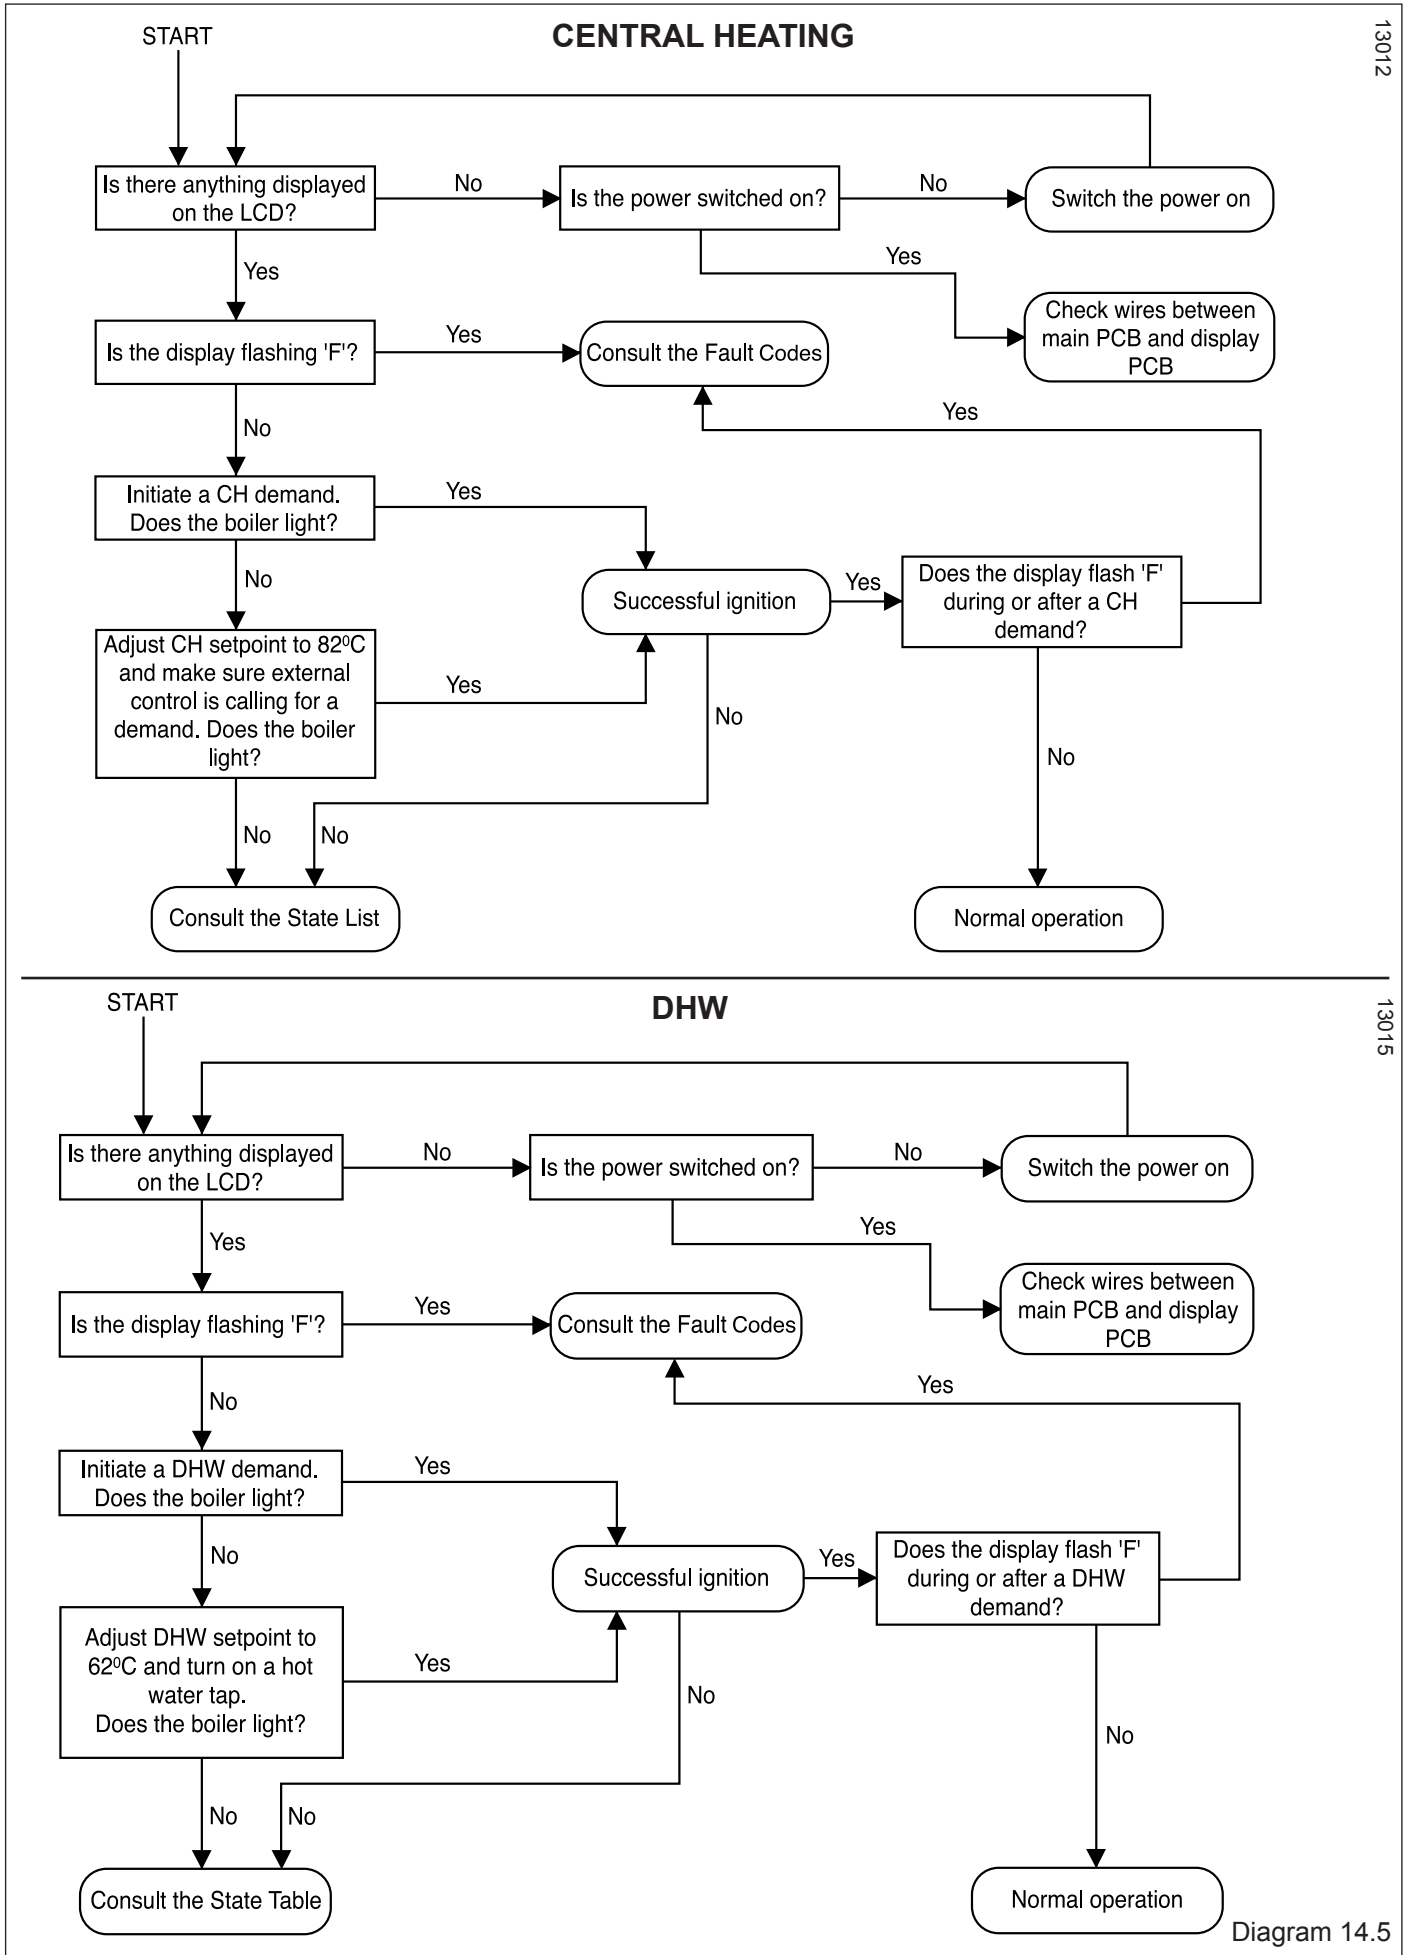 START
CENTRAL HEATING
13012
Is there anything displayed
on the LCD?
No
Is the power switched on?
No
Switch the power on
Yes
Yes
Check wires between
main PCB and display
PCB
Is the display flashing 'F'?
Yes
Consult the Fault Codes
Yes
No
Initiate a CH demand.
Does the boiler light?
Yes
No
Successful ignition
Yes
Does the display flash 'F'
during or after a CH
demand?
Adjust CH setpoint to 82⁰C
and make sure external
control is calling for a
demand. Does the boiler
light?
Yes
No
No
No
No
Consult the State List
Normal operation
START
DHW
13015
Is there anything displayed
on the LCD?
No
Is the power switched on?
No
Switch the power on
Yes
Yes
Check wires between
main PCB and display
PCB
Is the display flashing 'F'?
Yes
Consult the Fault Codes
Yes
No
Initiate a DHW demand.
Does the boiler light?
Yes
No
Successful ignition
Yes
Does the display flash 'F'
during or after a DHW
demand?
Adjust DHW setpoint to
62⁰C and turn on a hot
water tap.
Does the boiler light?
Yes
No
No
No
No
Consult the State Table
Normal operation
Diagram 14.5